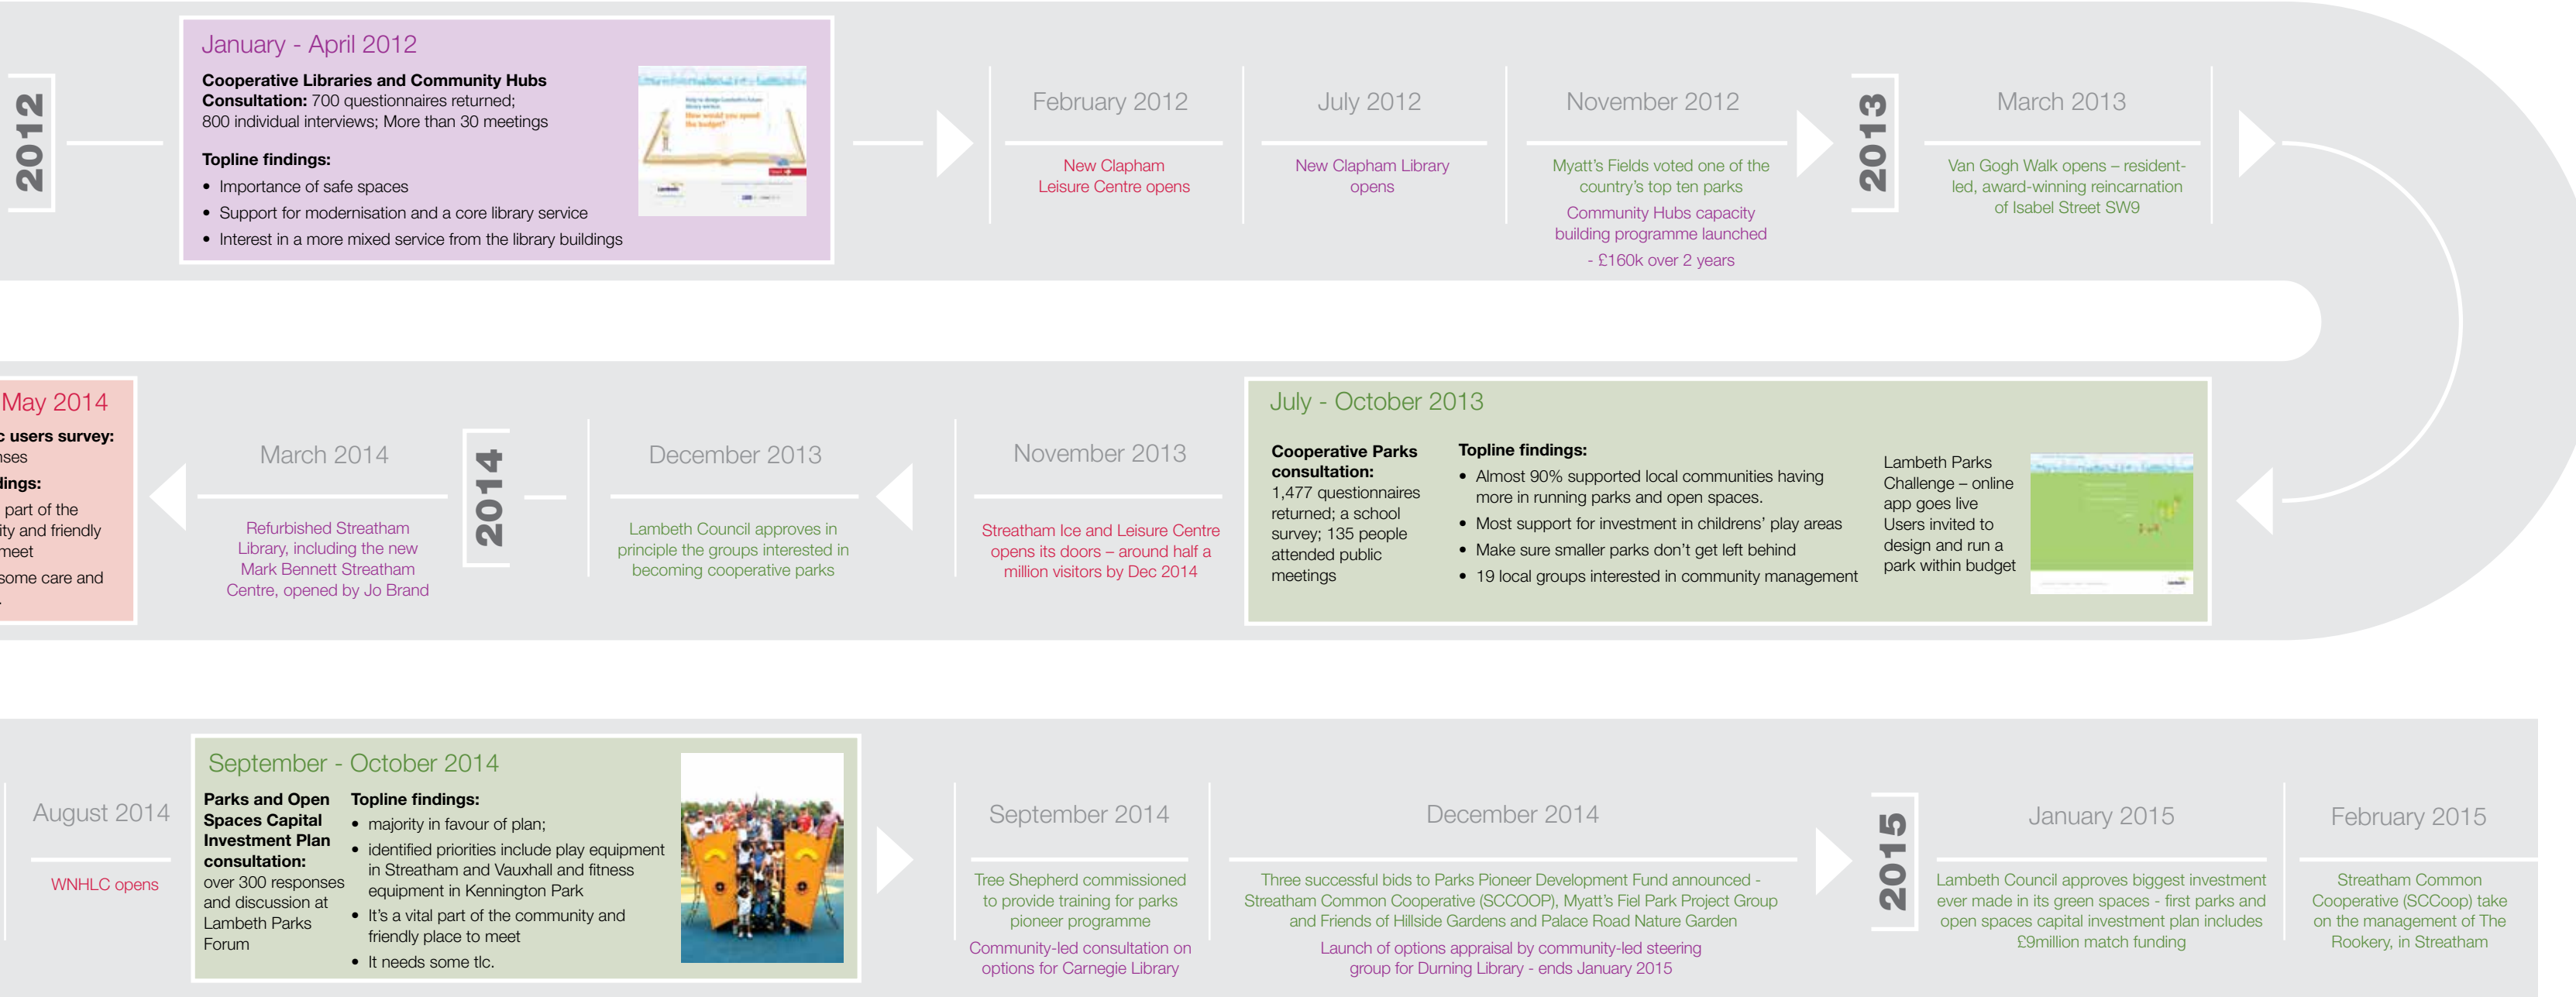 2012
January - April 2012
Cooperative Libraries and Community Hubs
Consultation: 700 questionnaires returned;
800 individual interviews; More than 30 meetings
Topline findings:
• Importance of safe spaces
• Support for modernisation and a core library service
• Interest in a more mixed service from the library buildings
Help to design Lambeth's future
library service
How would you spend
the budget?
Lambeth
February 2012
New Clapham
Leisure Centre opens
July 2012
New Clapham Library
opens
November 2012
Myatt's Fields voted one of the
country's top ten parks
Community Hubs capacity
building programme launched
- £160k over 2 years
2013
March 2013
Van Gogh Walk opens – resident-
led, award-winning reincarnation
of Isabel Street SW9
July - October 2013
Cooperative Parks
consultation:
1,477 questionnaires
returned; a school
survey; 135 people
attended public
meetings
Topline findings:
• Almost 90% supported local communities having
more in running parks and open spaces.
• Most support for investment in childrens' play areas
• Make sure smaller parks don't get left behind
• 19 local groups interested in community management
Lambeth Parks
Challenge – online
app goes live
Users invited to
design and run a
park within budget
November 2013
Streatham Ice and Leisure Centre
opens its doors – around half a
million visitors by Dec 2014
December 2013
Lambeth Council approves in
principle the groups interested in
becoming cooperative parks
2014
March 2014
Refurbished Streatham
Library, including the new
Mark Bennett Streatham
Centre, opened by Jo Brand
May 2014
c users survey:
nses
dings:
part of the
ity and friendly
meet
some care and
August 2014
WNHLC opens
September - October 2014
Parks and Open
Spaces Capital
Investment Plan
consultation:
over 300 responses
and discussion at
Lambeth Parks
Forum
Topline findings:
• majority in favour of plan;
• identified priorities include play equipment
in Streatham and Vauxhall and fitness
equipment in Kennington Park
• It's a vital part of the community and
friendly place to meet
• It needs some tlc.
September 2014
Tree Shepherd commissioned
to provide training for parks
pioneer programme
Community-led consultation on
options for Carnegie Library
December 2014
Three successful bids to Parks Pioneer Development Fund announced -
Streatham Common Cooperative (SCCOOP), Myatt's Fiel Park Project Group
and Friends of Hillside Gardens and Palace Road Nature Garden
Launch of options appraisal by community-led steering
group for Durning Library - ends January 2015
2015
January 2015
Lambeth Council approves biggest investment
ever made in its green spaces - first parks and
open spaces capital investment plan includes
£9million match funding
February 2015
Streatham Common
Cooperative (SCCoop) take
on the management of The
Rookery, in Streatham